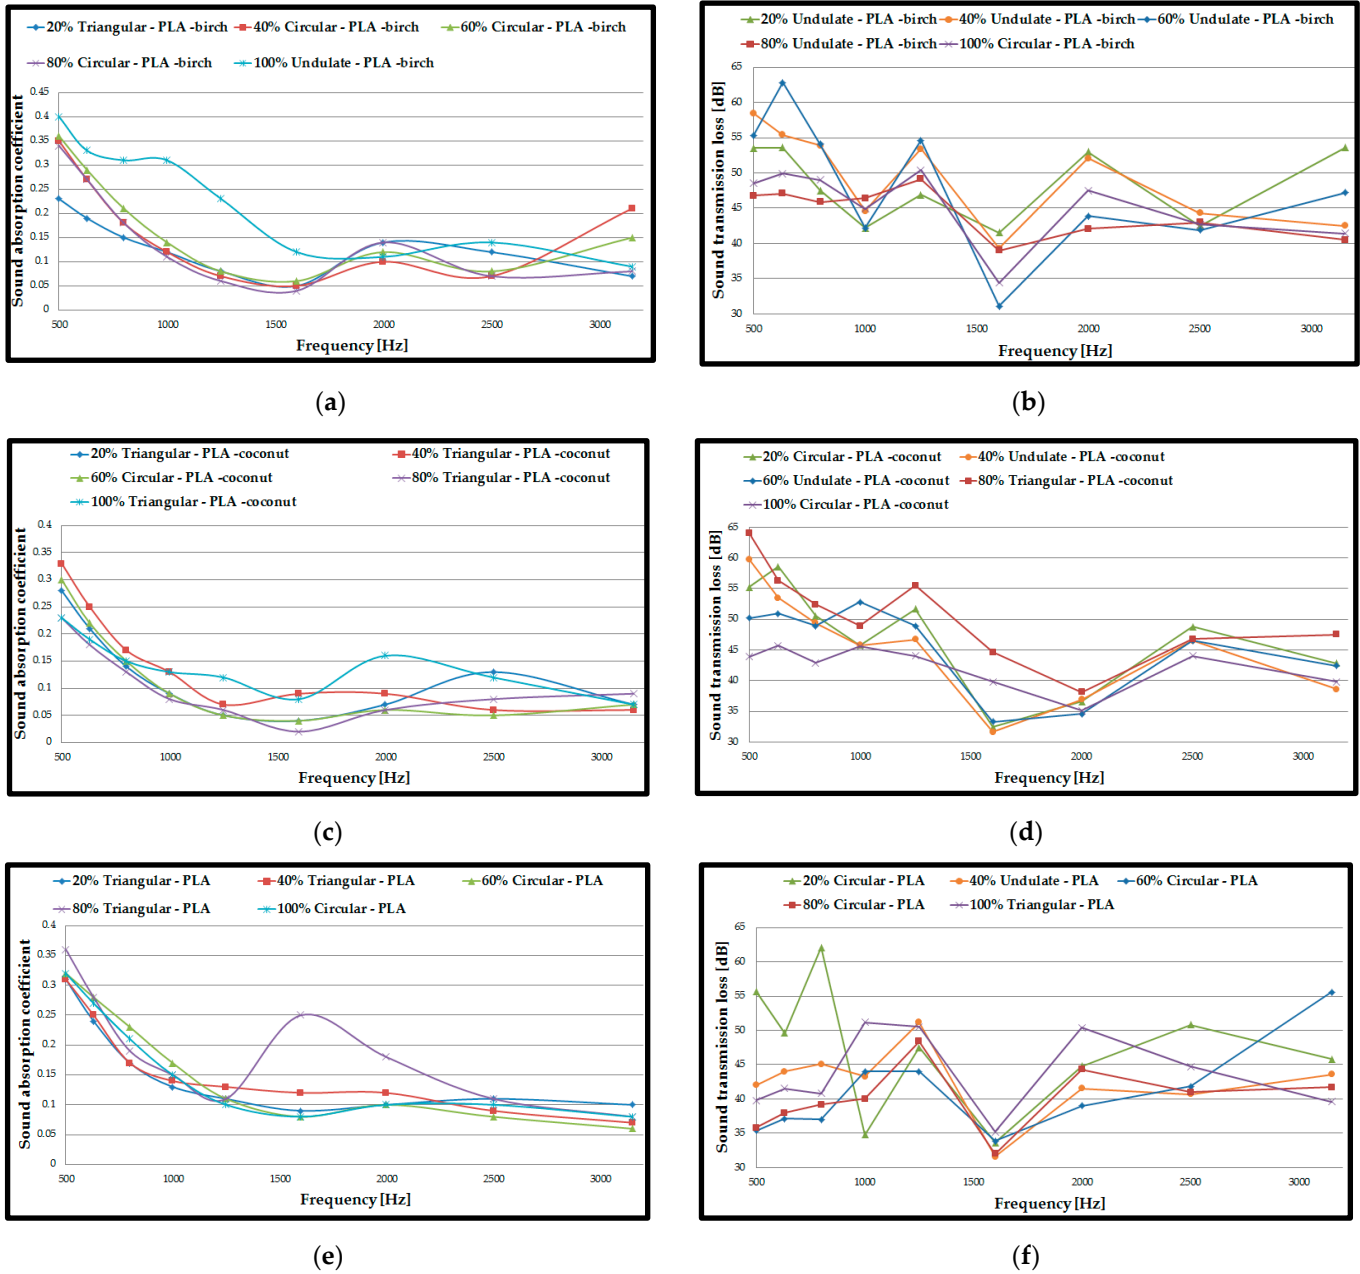 20% Triangular - PLA -birch 40% Circular - PLA -birch 60% Circular - PLA -birch
80% Circular - PLA -birch 100% Undulate - PLA -birch
Sound absorption coefficient
0.45
0.4
0.35
0.3
0.25
0.2
0.15
0.1
0.05
0
500 1000 1500 2000 2500 3000
Frequency [Hz]
(a)
20% Undulate - PLA -birch 40% Undulate - PLA -birch 60% Undulate - PLA -birch
80% Undulate - PLA -birch 100% Circular - PLA -birch
Sound transmission loss [dB]
65
60
55
50
45
40
35
30
500 1000 1500 2000 2500 3000
Frequency [Hz]
(b)
20% Triangular - PLA -coconut 40% Triangular - PLA -coconut
60% Circular - PLA -coconut 80% Triangular - PLA -coconut
100% Triangular - PLA -coconut
Sound absorption coefficient
0.4
0.35
0.3
0.25
0.2
0.15
0.1
0.05
0
500 1000 1500 2000 2500 3000
Frequency [Hz]
(c)
20% Circular - PLA -coconut 40% Undulate - PLA -coconut
60% Undulate - PLA -coconut 80% Triangular - PLA -coconut
100% Circular - PLA -coconut
Sound transmission loss [dB]
65
60
55
50
45
40
35
30
500 1000 1500 2000 2500 3000
Frequency [Hz]
(d)
20% Triangular - PLA 40% Triangular - PLA 60% Circular - PLA
80% Triangular - PLA 100% Circular - PLA
Sound absorption coefficient
0.4
0.35
0.3
0.25
0.2
0.15
0.1
0.05
0
500 1000 1500 2000 2500 3000
Frequency [Hz]
(e)
20% Circular - PLA 40% Undulate - PLA 60% Circular - PLA
80% Circular - PLA 100% Triangular - PLA
Sound transmission loss [dB]
65
60
55
50
45
40
35
30
500 1000 1500 2000 2500 3000
Frequency [Hz]
(f)